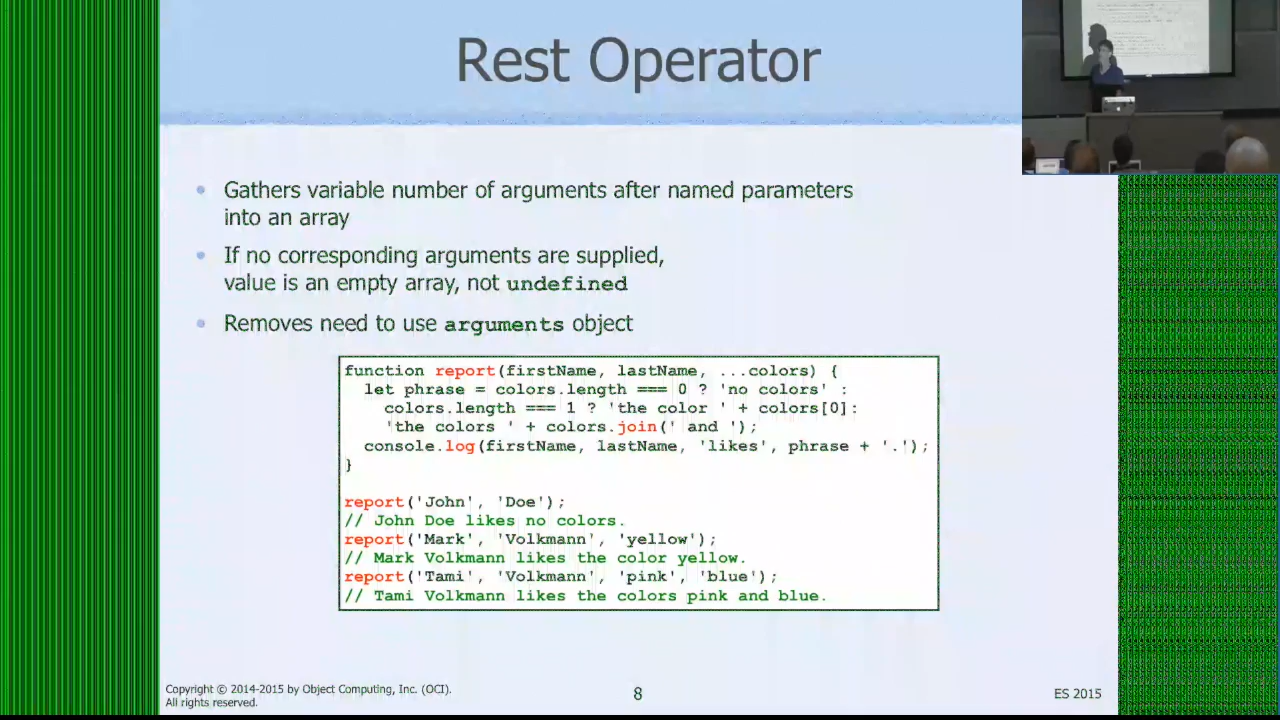 Rest Operator
• Gathers variable number of arguments after named parameters
into an array
• If no corresponding arguments are supplied,
value is an empty array, not undefined
• Removes need to use arguments object
function report(firstName, lastName, ...colors) {
  let phrase = colors.length === 0 ? 'no colors' :
    colors.length === 1 ? 'the color ' + colors[0]:
    'the colors ' + colors.join(' and ');
  console.log(firstName, lastName, 'likes', phrase + '.');
}
report('John', 'Doe');
// John Doe likes no colors.
report('Mark', 'Volkmann', 'yellow');
// Mark Volkmann likes the color yellow.
report('Tami', 'Volkmann', 'pink', 'blue');
// Tami Volkmann likes the colors pink and blue.
Copyright © 2014-2015 by Object Computing, Inc. (OCI).
All rights reserved.
8
ES 2015